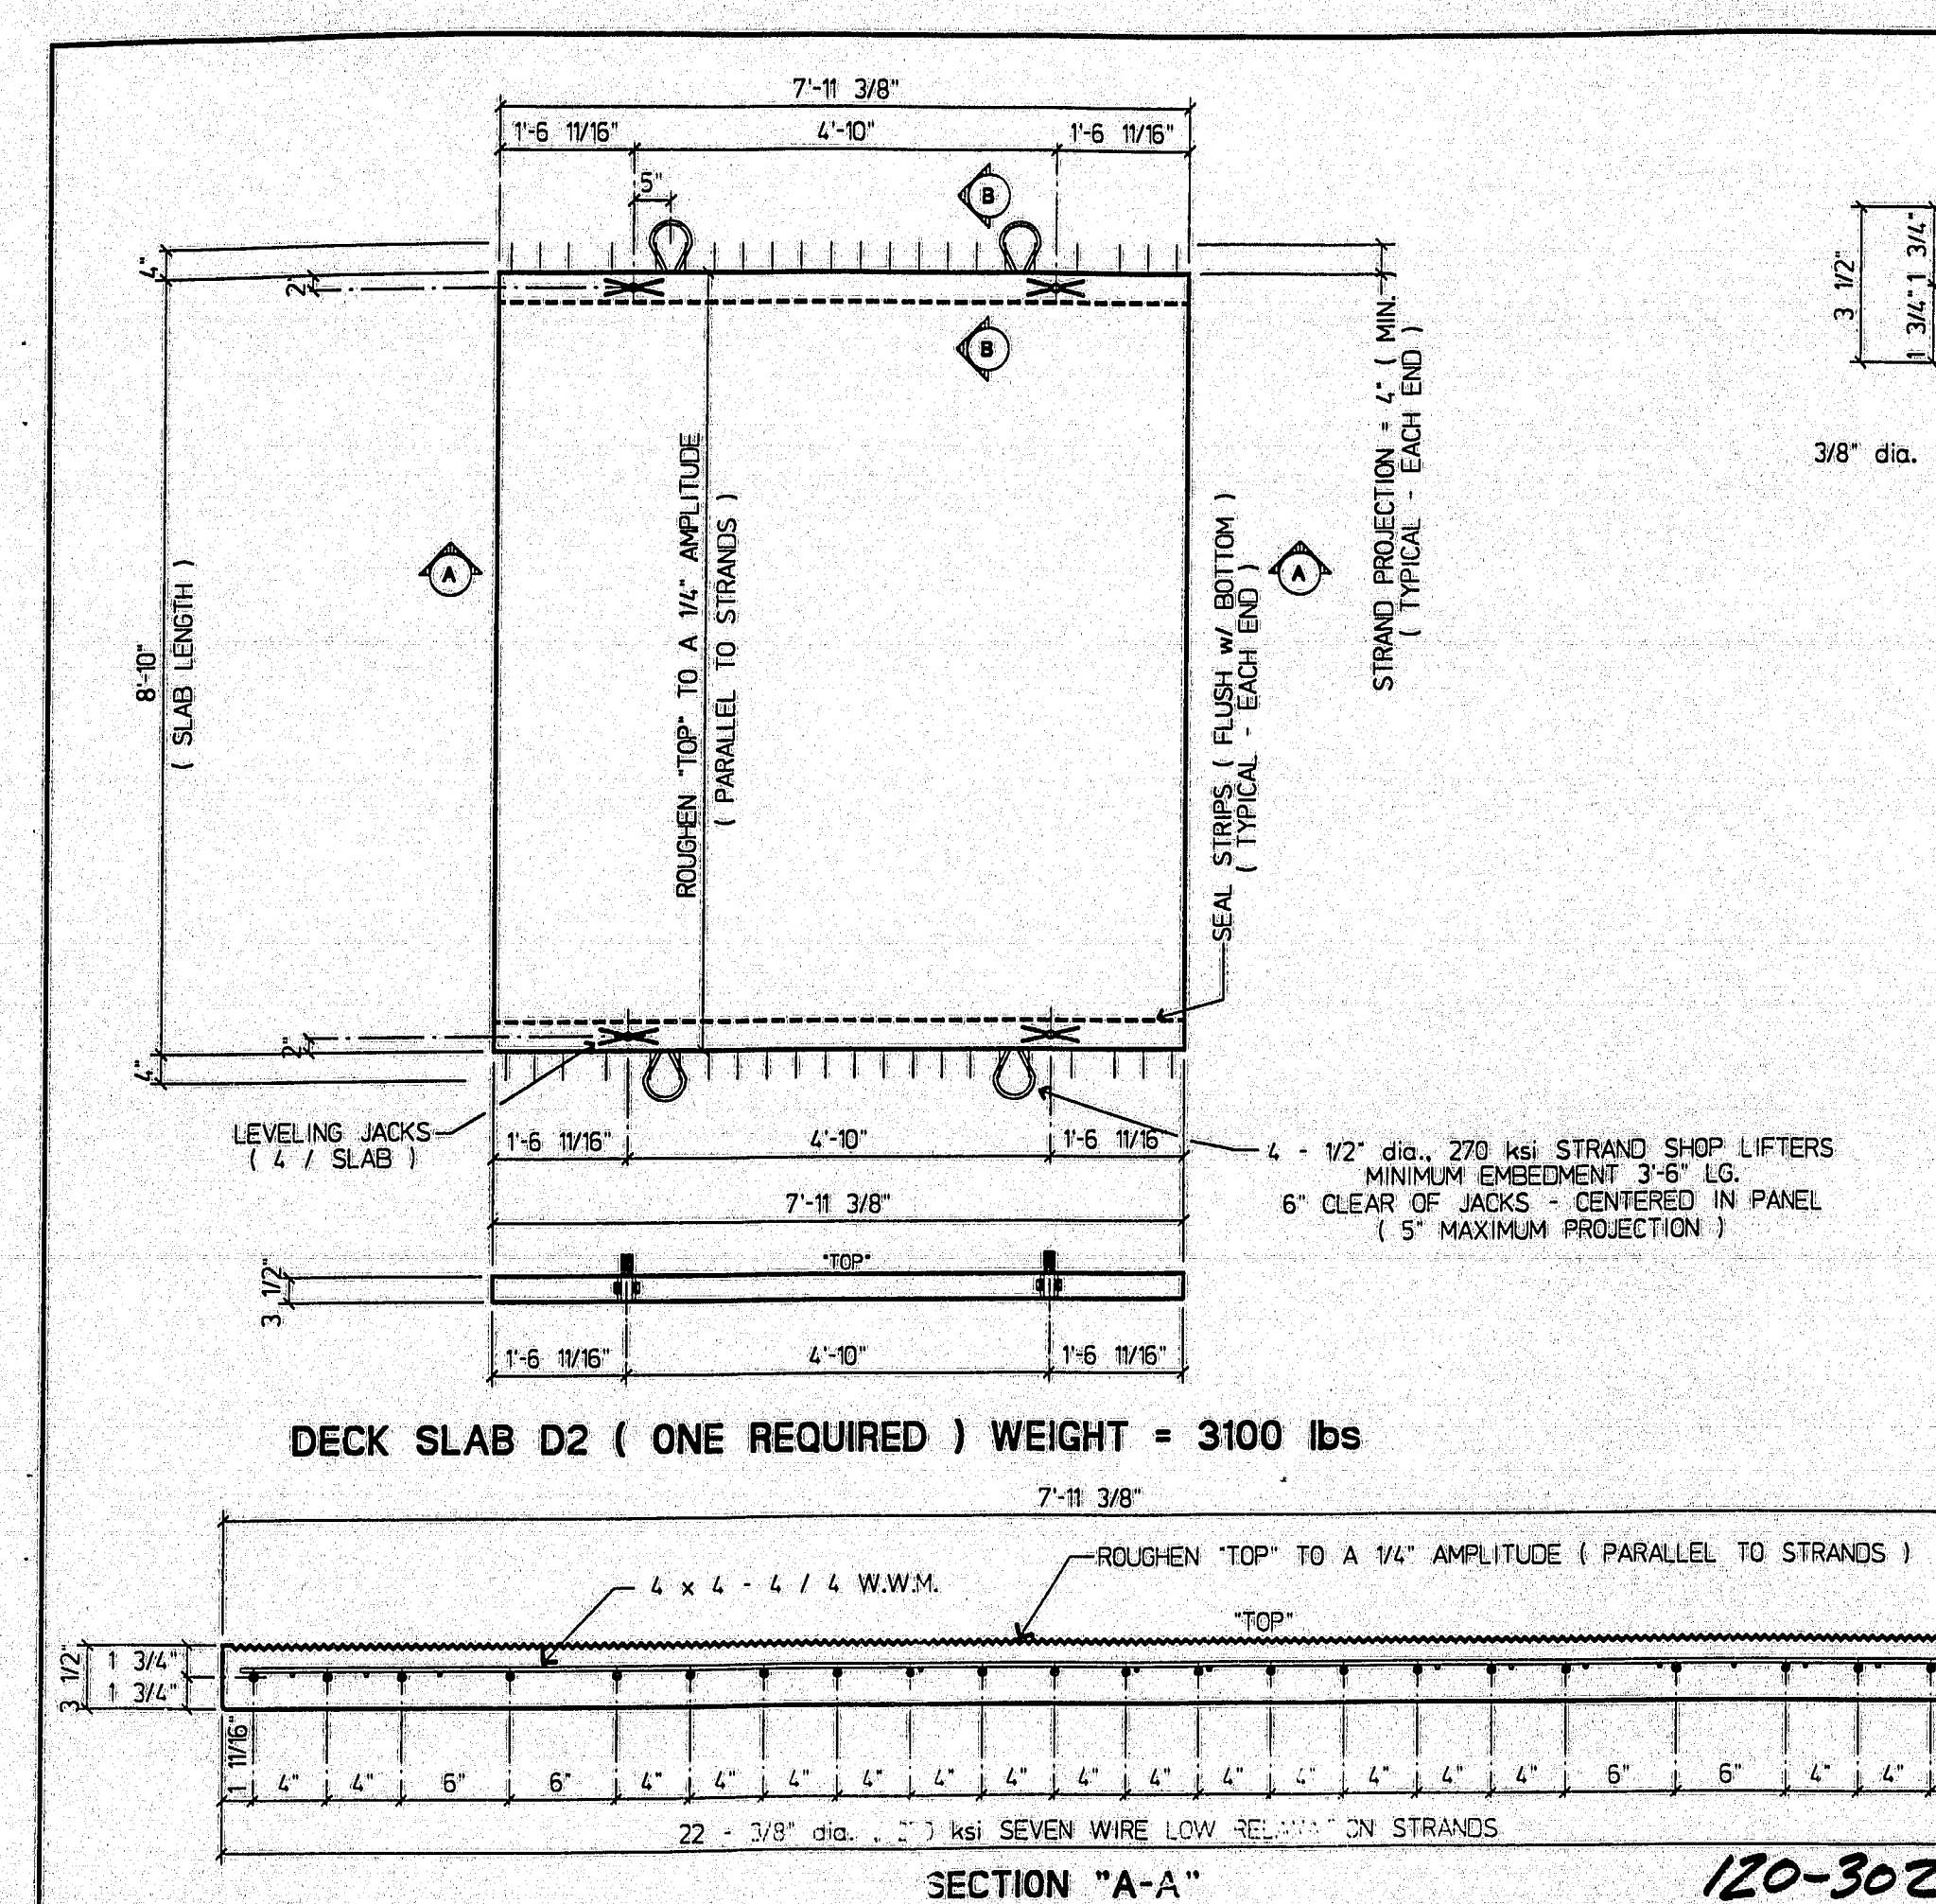 7'-11 3/8"
1'-6 11/16" 4'-10" 1'-6 11/16"
5"
B
4"
2"
B
3 1/2"
1 3/4" 1 3/4"
3/8" dia.
STRAND PROJECTION = 4" ( MIN. )
( TYPICAL - EACH END )
ROUGHEN "TOP" TO A 1/4" AMPLITUDE
( PARALLEL TO STRANDS )
A
A
8'-10"
( SLAB LENGTH )
SEAL STRIPS ( FLUSH w/ BOTTOM )
( TYPICAL - EACH END )
2"
4"
LEVELING JACKS
( 4 / SLAB )
1'-6 11/16" 4'-10" 1'-6 11/16"
4 - 1/2" dia., 270 ksi STRAND SHOP LIFTERS
MINIMUM EMBEDMENT 3'-6" LG.
6" CLEAR OF JACKS - CENTERED IN PANEL
( 5" MAXIMUM PROJECTION )
7'-11 3/8"
"TOP"
3 1/2"
1'-6 11/16" 4'-10" 1'-6 11/16"
DECK SLAB D2 ( ONE REQUIRED ) WEIGHT = 3100 lbs
7'-11 3/8"
ROUGHEN "TOP" TO A 1/4" AMPLITUDE ( PARALLEL TO STRANDS )
4 x 4 - 4 / 4 W.W.M.
"TOP"
3 1/2"
1 3/4"
1 3/4"
1 11/16"
4" 4" 6" 6" 4" 4" 4" 4" 4" 4" 4" 4" 4" 4" 4" 4" 4" 6" 6" 4" 4"
22 - 3/8" dia., ksi SEVEN WIRE LOW STRANDS
SECTION "A-A"
120-302